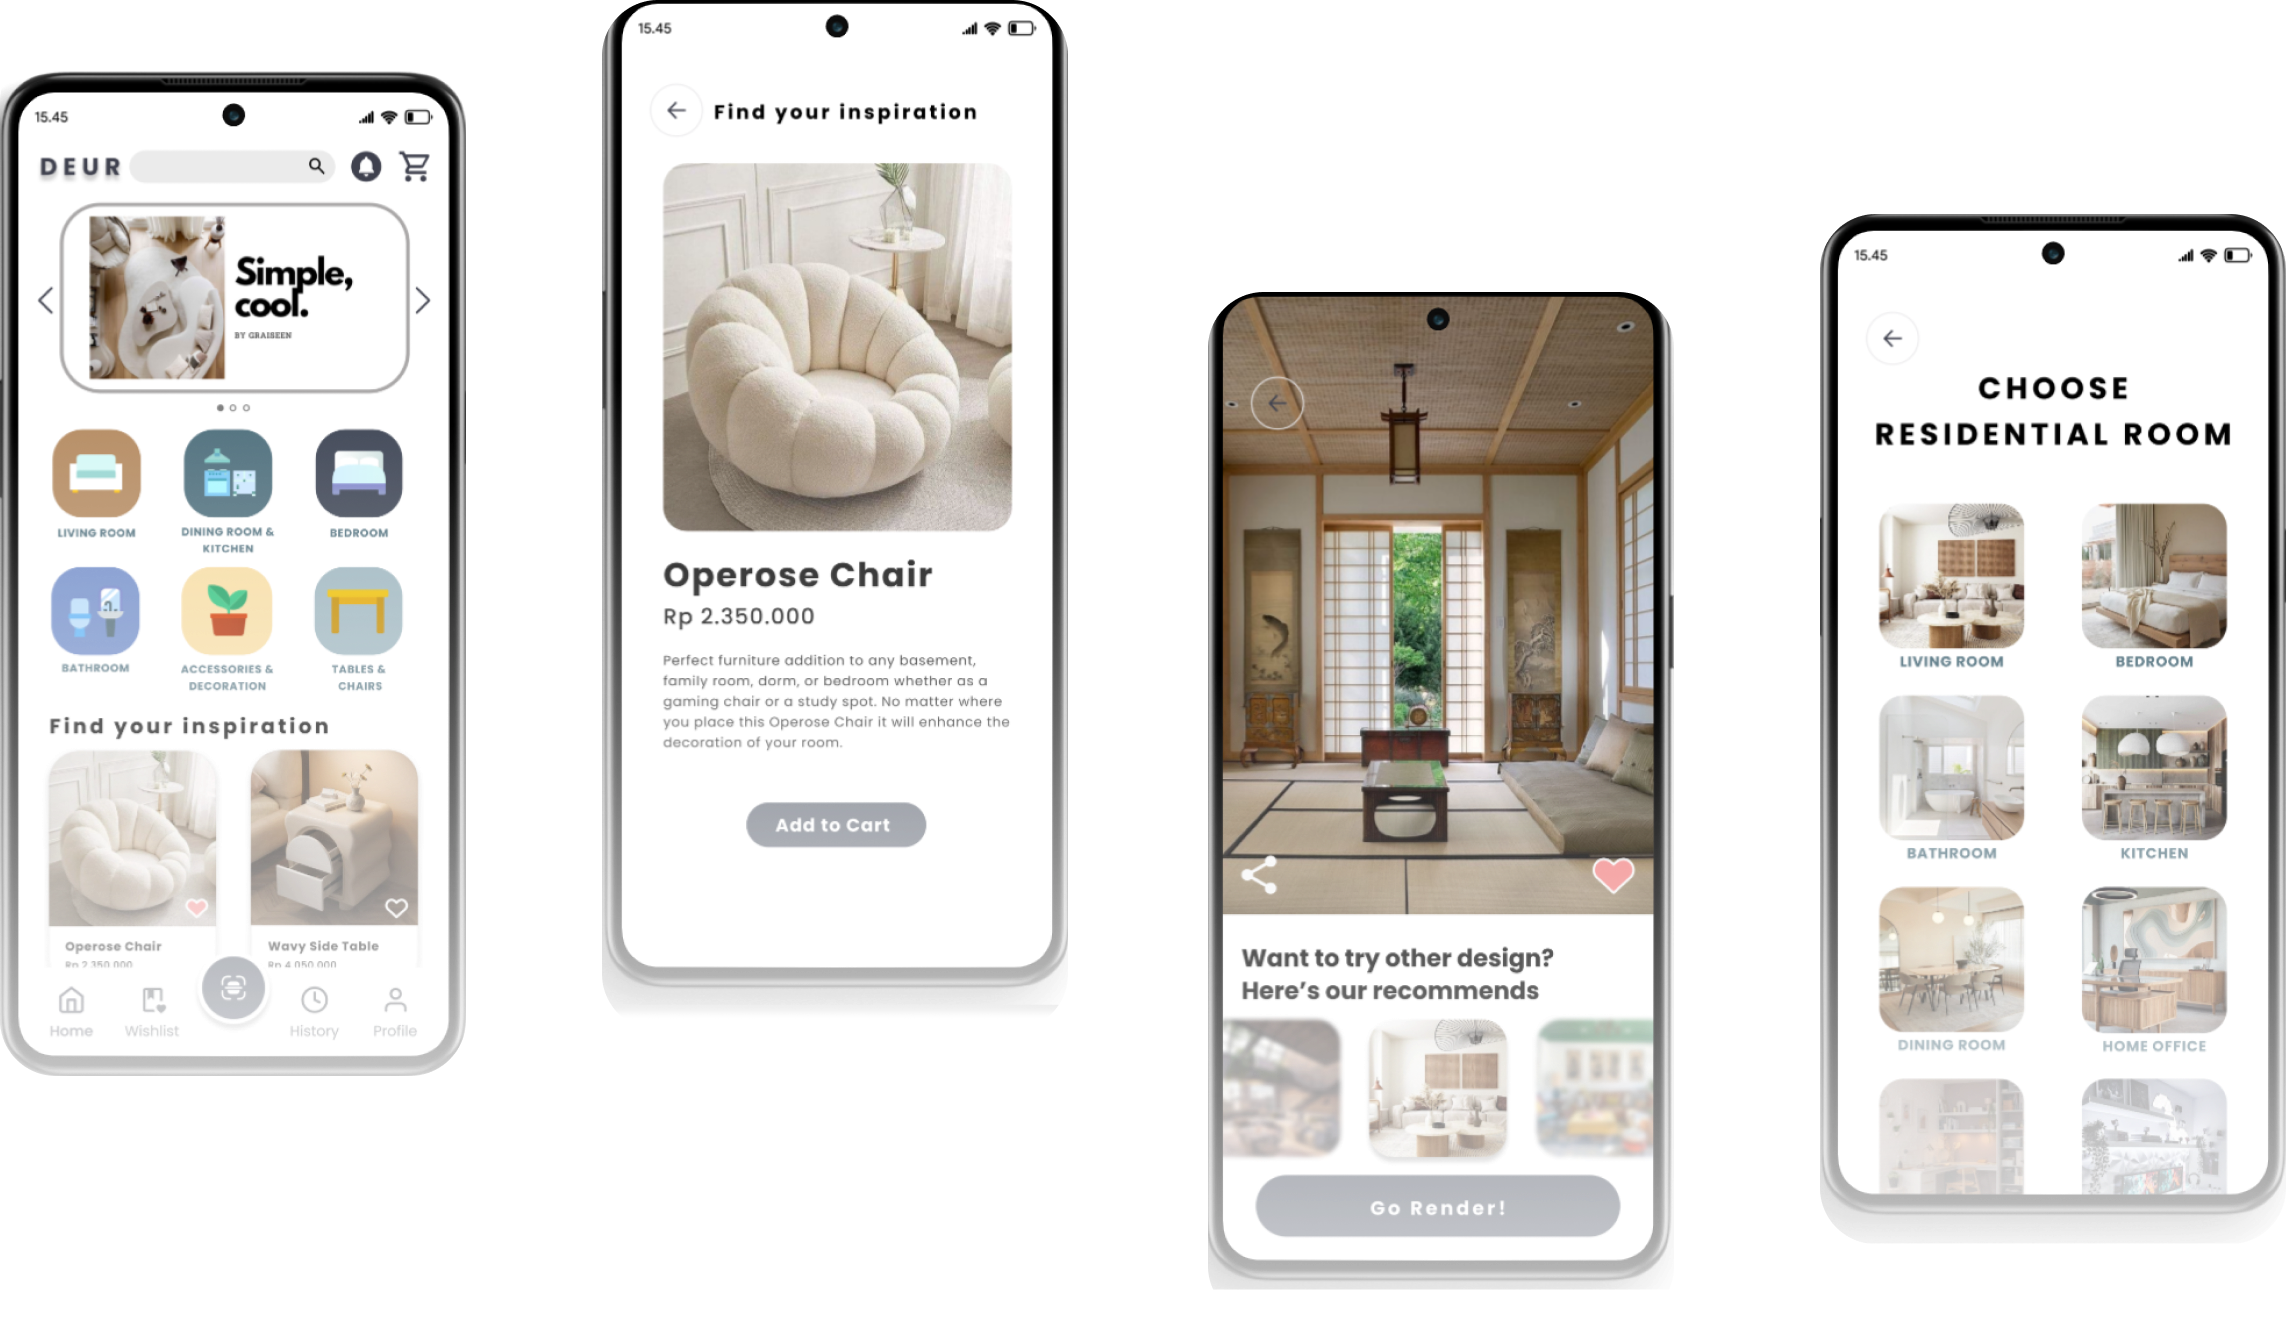 15.45
DEUR
Simple,
cool.
BY GRAISEEN
LIVING ROOM
DINING ROOM &
KITCHEN
BEDROOM
BATHROOM
ACCESSORIES &
DECORATION
TABLES &
CHAIRS
Find your inspiration
Operose Chair
Rp 2.350.000
Wavy Side Table
Rp 4.050.000
Home
Wishlist
History
Profile
15.45
Find your inspiration
Operose Chair
Rp 2.350.000
Perfect furniture addition to any basement,
family room, dorm, or bedroom whether as a
gaming chair or a study spot. No matter where
you place this Operose Chair it will enhance the
decoration of your room.
Add to Cart
Want to try other design?
Here's our recommends
Go Render!
15.45
CHOOSE
RESIDENTIAL ROOM
LIVING ROOM
BEDROOM
BATHROOM
KITCHEN
DINING ROOM
HOME OFFICE